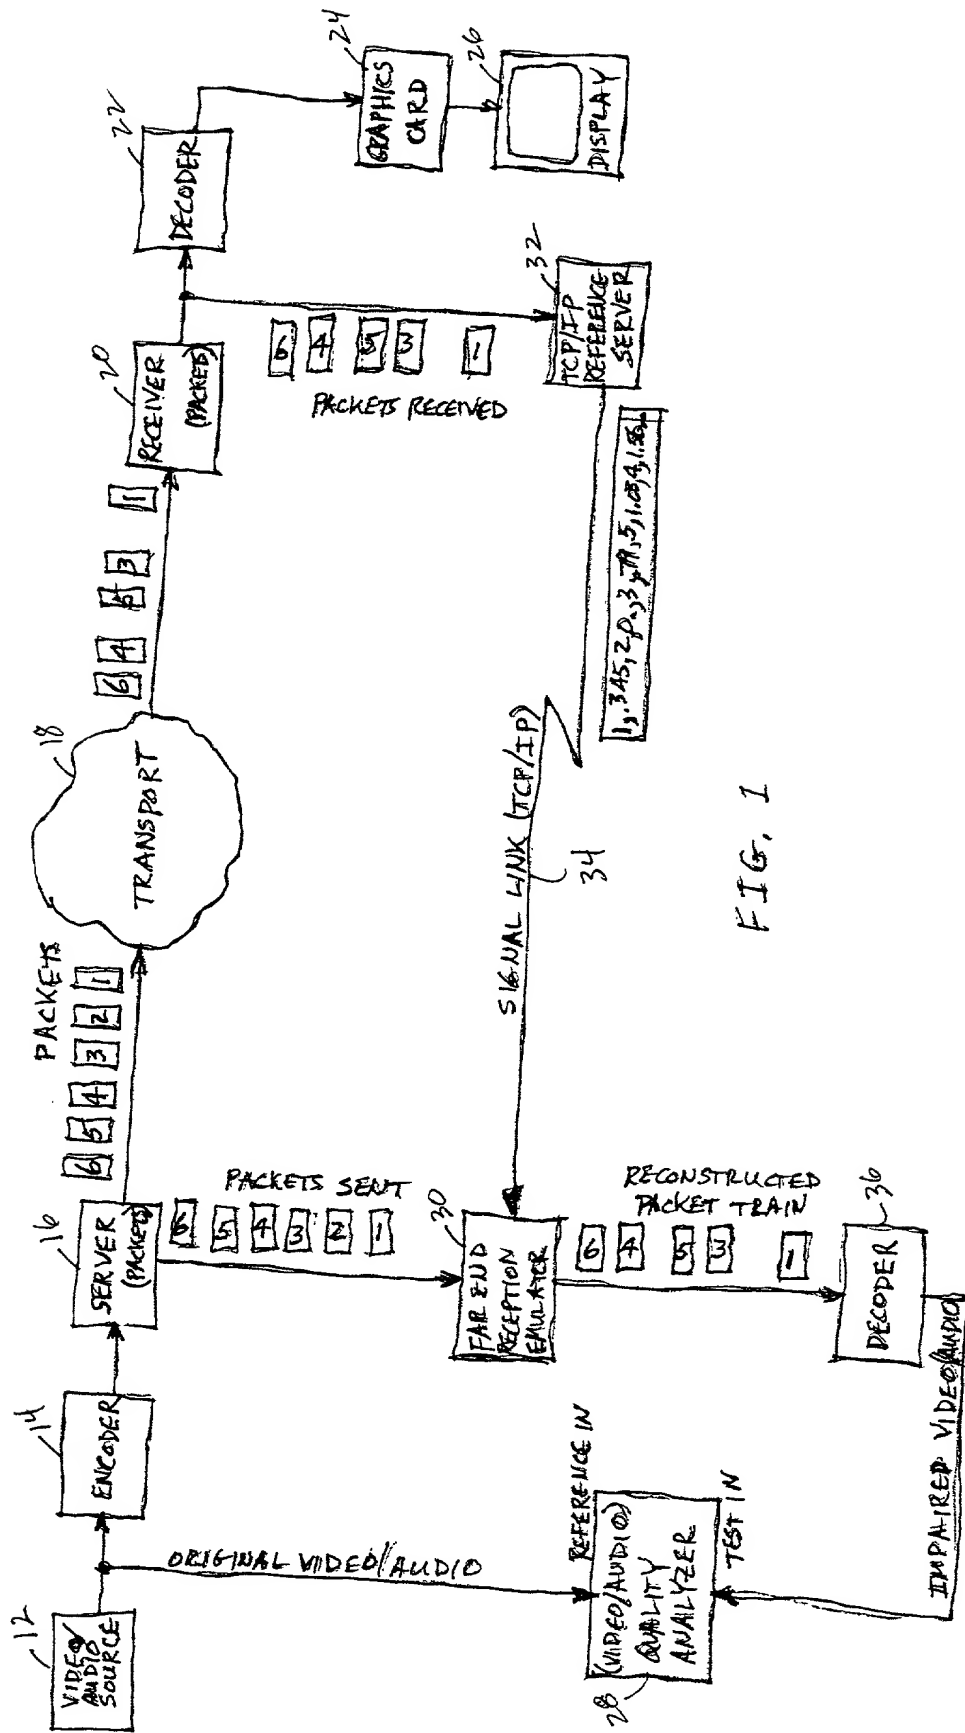 12
VIDEO/
AUDIO
SOURCE
14
ENCODER
16
SERVER
(PACKETS)
PACKETS
6 5 4 3 2 1
18
TRANSPORT
6 4 5 3 1
20
RECEIVER
(PACKETS)
22
DECODER
24
GRAPHICS
CARD
26
DISPLAY
ORIGINAL VIDEO/AUDIO
PACKETS SENT
6 5 4 3 2 1
PACKETS RECEIVED
4
3
1
32
TCP/IP
REFERENCE
SERVER
SIGNAL LINK (TCP/IP)
34
30
FAR END
RECEPTION
EMULATOR
RECONSTRUCTED
PACKET TRAIN
6 4 5 3 1
36
DECODER
IMPAIRED VIDEO/AUDIO
REFERENCE IN
28
(VIDEO/AUDIO)
QUALITY
ANALYZER
TEST IN
FIG. 1